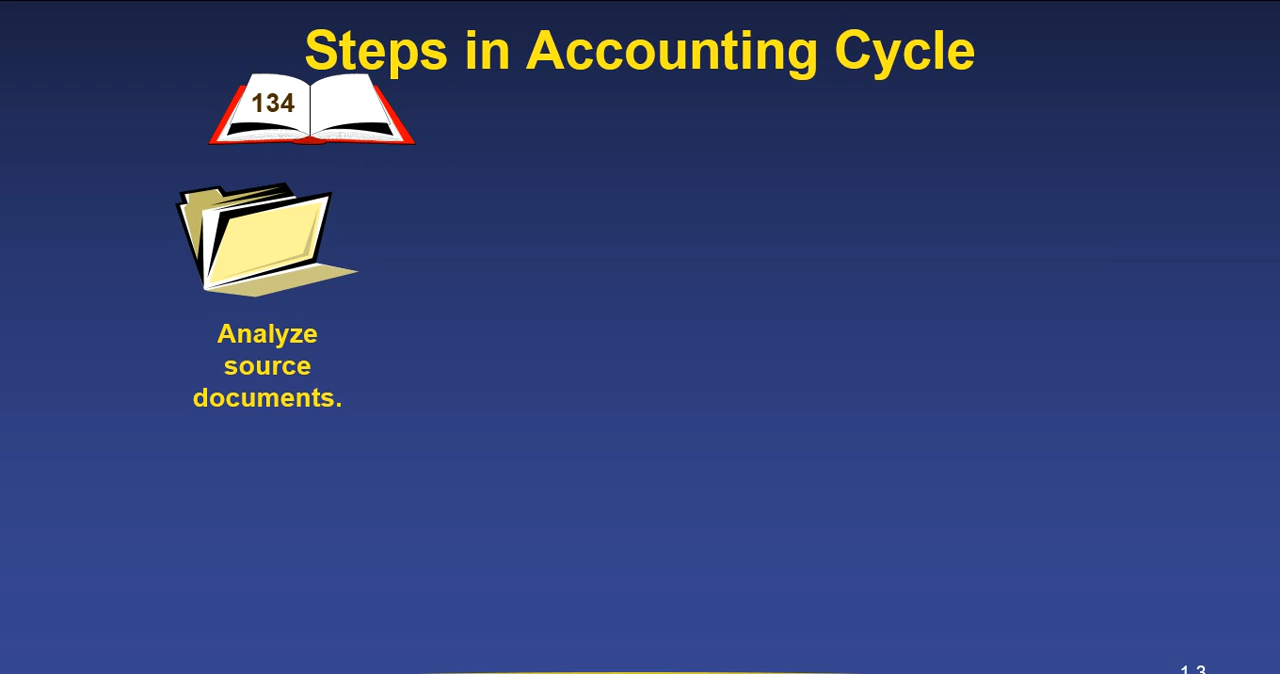 Steps in Accounting Cycle
134
Analyze
source
documents.